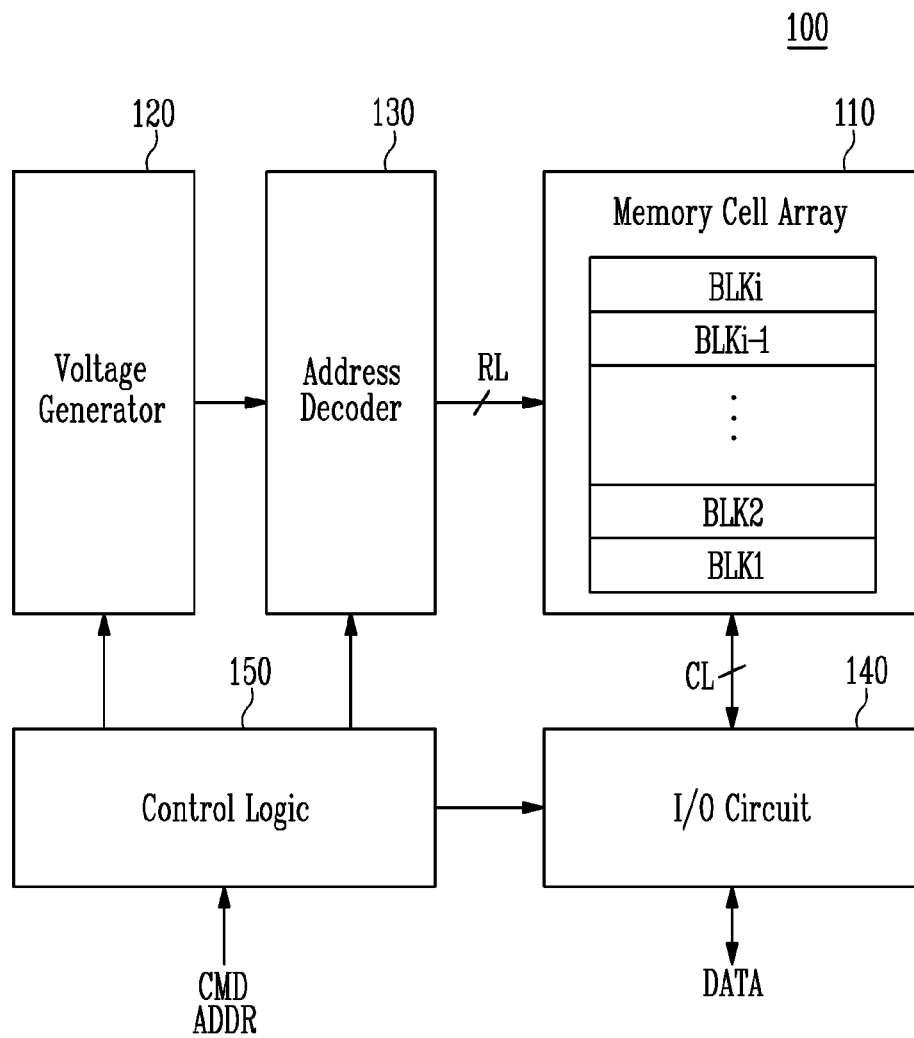 100
120
130
110
Voltage
Generator
Address
Decoder
RL
Memory Cell Array
BLKi
BLKi-1
BLK2
BLK1
CL
150
140
Control Logic
I/O Circuit
CMD
ADDR
DATA